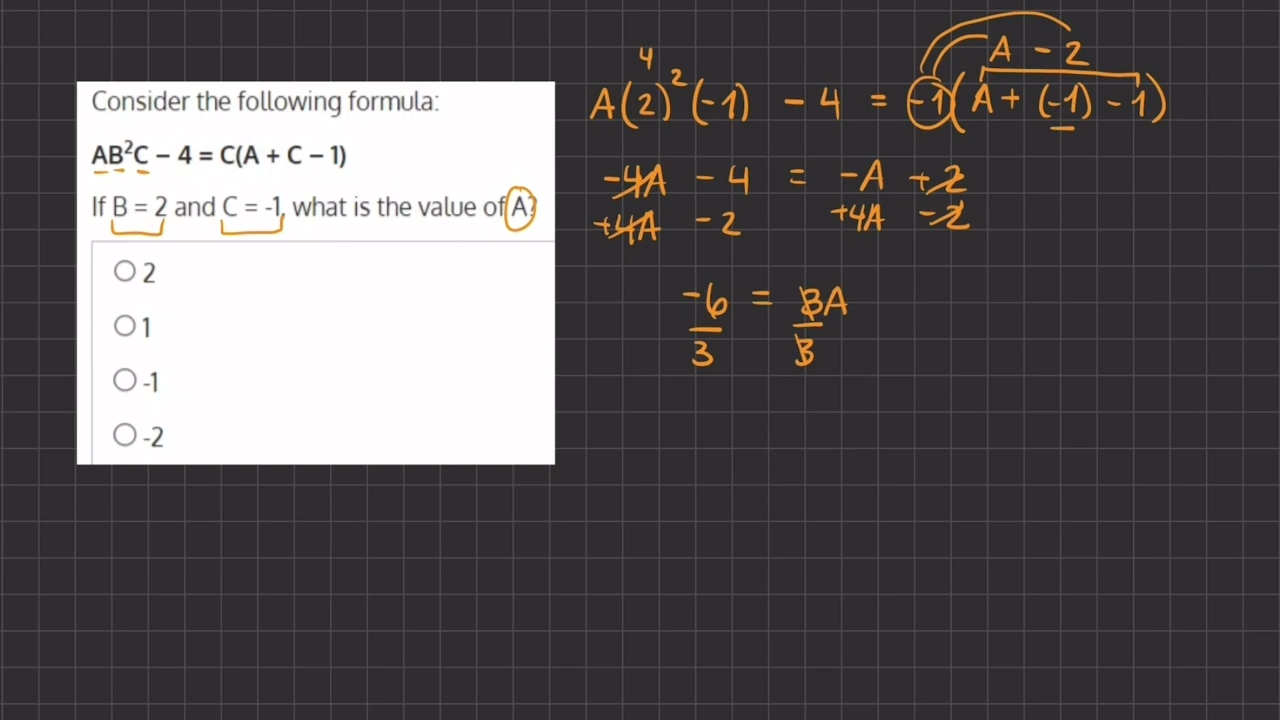 Consider the following formula:
AB²C – 4 = C(A + C – 1)
If B = 2 and C = -1, what is the value of A?
2
1
-1
-2
4
A - 2
A(2)²(-1) - 4 = -1(A + (-1) - 1)
-4A - 4 = -A + 2
+4A - 2 +4A - 2
-6 = 3A
3 3